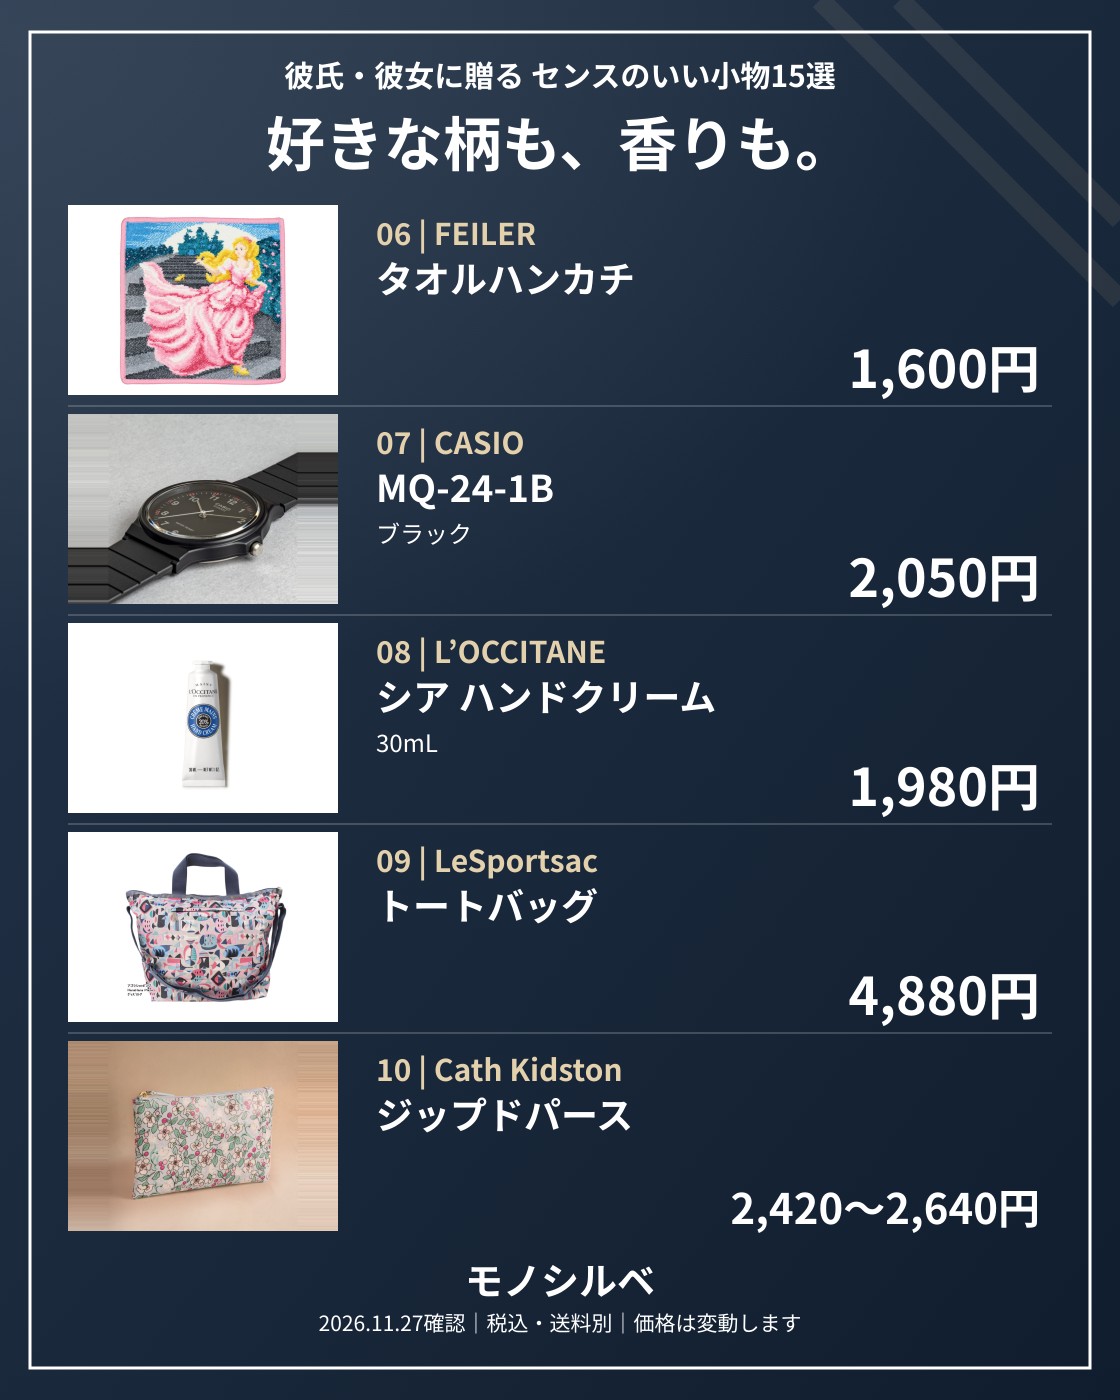 彼氏・彼女に贈る センスのいい小物15選
好きな柄も、香りも。
06 | FEILER
タオルハンカチ
1,600円
07 | CASIO
MQ-24-1B
ブラック
2,050円
L'OCCITANE
08 | L’OCCITANE
シア ハンドクリーム
30mL
1,980円
09 | LeSportsac
トートバッグ
4,880円
10 | Cath Kidston
ジップドパース
2,420〜2,640円
モノシルベ
2026.11.27確認｜税込・送料別｜価格は変動します